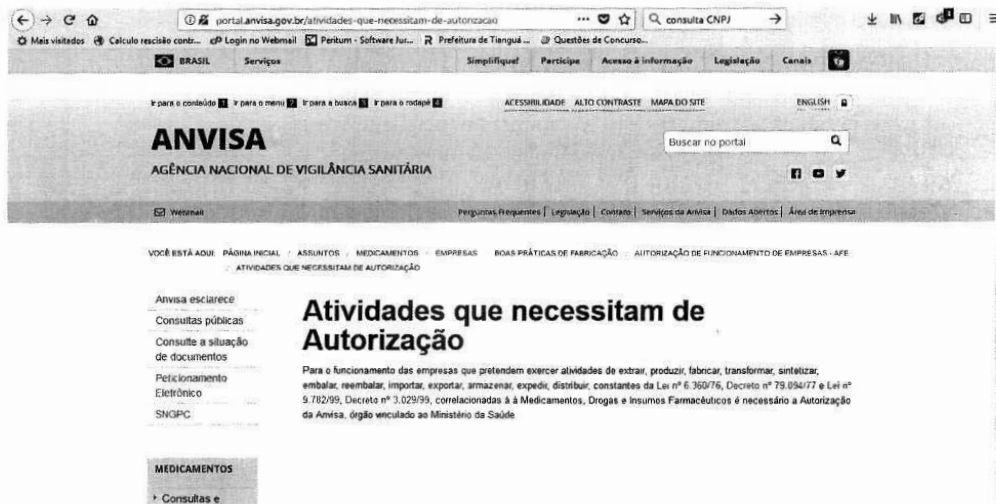 portal.anvisa.gov.br/atividades-que-necessitam-de-autorizacao
consulta CNPJ
Mais visitados Calculo rescisão contr... Login no Webmail Peritum - Software Jur... Prefeitura de Tianguá ... Questões de Concurso...
BRASIL Serviços Simplifique! Participe Acesso à informação Legislação Canais
Ir para o conteúdo 1 Ir para o menu 2 Ir para a busca 3 Ir para o rodapé 4 ACESSIBILIDADE ALTO CONTRASTE MAPA DO SITE ENGLISH
ANVISA
Buscar no portal
AGÊNCIA NACIONAL DE VIGILÂNCIA SANITÁRIA
Webmail Perguntas Frequentes | Legislação | Contato | Serviços da Anvisa | Dados Abertos | Área de Imprensa
VOCÊ ESTÁ AQUI: PÁGINA INICIAL / ASSUNTOS / MEDICAMENTOS / EMPRESAS BOAS PRÁTICAS DE FABRICAÇÃO / AUTORIZAÇÃO DE FUNCIONAMENTO DE EMPRESAS - AFE
/ ATIVIDADES QUE NECESSITAM DE AUTORIZAÇÃO
Anvisa esclarece
Consultas públicas
Consulte a situação
de documentos
Peticionamento
Eletrônico
SNGPC
MEDICAMENTOS
Consultas e
Atividades que necessitam de
Autorização
Para o funcionamento das empresas que pretendem exercer atividades de extrair, produzir, fabricar, transformar, sintetizar,
embalar, reembalar, importar, exportar, armazenar, expedir, distribuir, constantes da Lei nº 6.360/76, Decreto nº 79.094/77 e Lei nº
9.782/99, Decreto nº 3.029/99, correlacionadas à à Medicamentos, Drogas e Insumos Farmacêuticos é necessário a Autorização
da Anvisa, órgão vinculado ao Ministério da Saúde